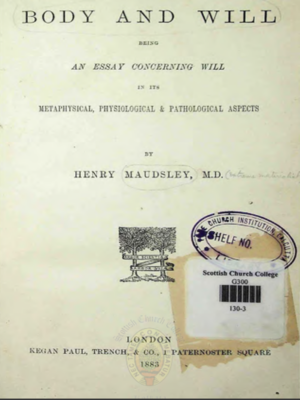 BODY AND WILL
BEING
AN ESSAY CONCERNING WILL
IN ITS
METAPHYSICAL, PHYSIOLOGICAL & PATHOLOGICAL ASPECTS
BY
HENRY MAUDSLEY, M.D.
CHURCH INSTITUTION
SHELF NO.
Scottish Church College
G300
130-3
LONDON
KEGAN PAUL, TRENCH, & CO., 1 PATERNOSTER SQUARE
1883